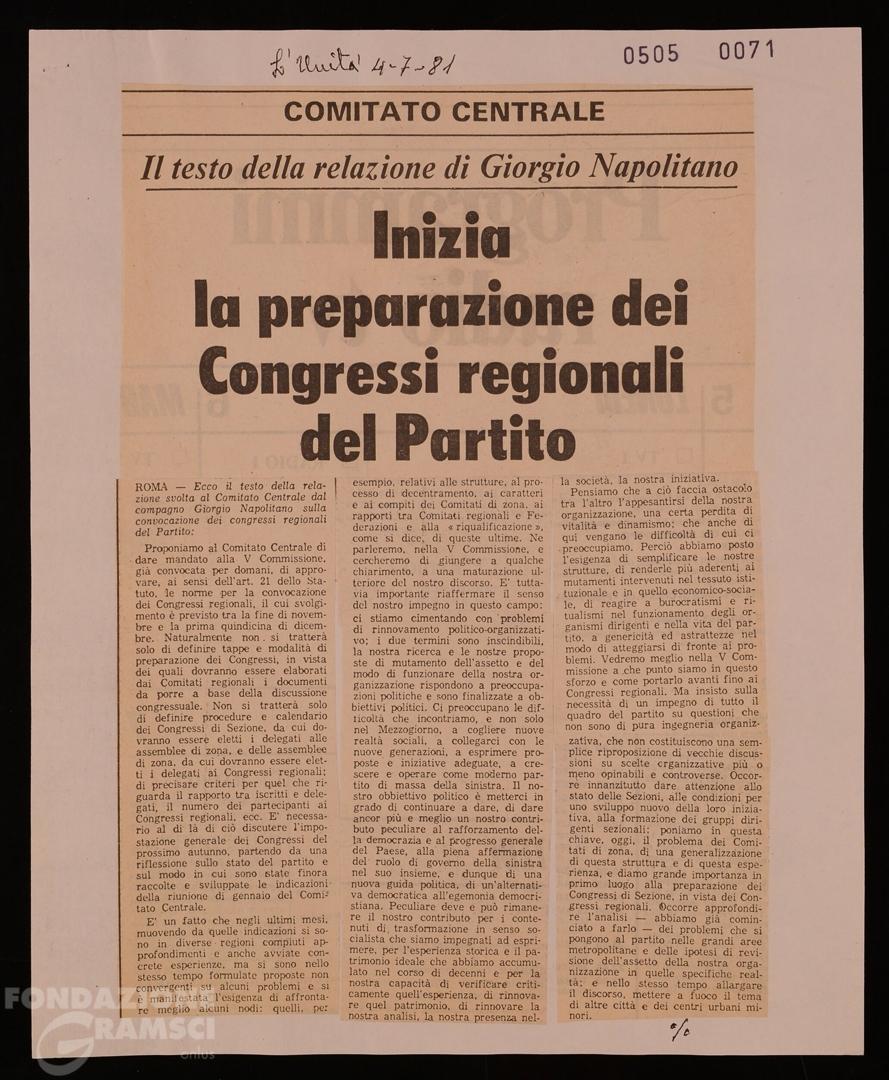 L'Unità 4-7-81
0505 0071
COMITATO CENTRALE
Il testo della relazione di Giorgio Napolitano
Inizia
la preparazione dei
Congressi regionali
del Partito
ROMA — Ecco il testo della rela-
zione svolta al Comitato Centrale dal
compagno Giorgio Napolitano sulla
convocazione dei congressi regionali
del Partito:
Proponiamo al Comitato Centrale di
dare mandato alla V Commissione,
già convocata per domani, di appro-
vare, ai sensi dell'art. 21 dello Sta-
tuto, le norme per la convocazione
dei Congressi regionali, il cui svolgi-
mento è previsto tra la fine di novem-
bre e la prima quindicina di dicem-
bre. Naturalmente non si tratterà
solo di definire tappe e modalità di
preparazione dei Congressi, in vista
dei quali dovranno essere elaborati
dai Comitati regionali i documenti
da porre a base della discussione
congressuale. Non si tratterà solo
di definire procedure e calendario
dei Congressi di Sezione, da cui do-
vranno essere eletti i delegati alle
assemblee di zona, e delle assemblee
di zona, da cui dovranno essere elet-
ti i delegati ai Congressi regionali;
di precisare criteri per quel che ri-
guarda il rapporto tra iscritti e dele-
gati, il numero dei partecipanti ai
Congressi regionali, ecc. E' necessa-
rio al di là di ciò discutere l'impo-
stazione generale dei Congressi del
prossimo autunno, partendo da una
riflessione sullo stato del partito e
sul modo in cui sono state finora
raccolte e sviluppate le indicazioni
della riunione di gennaio del Comi-
tato Centrale.
E' un fatto che negli ultimi mesi,
muovendo da quelle indicazioni si so-
no in diverse regioni compiuti ap-
profondimenti e anche avviate con-
crete esperienze, ma si sono nello
stesso tempo formulate proposte non
convergenti su alcuni problemi e si
è manifestata l'esigenza di affronta-
re meglio alcuni nodi: quelli, per
esempio, relativi alle strutture, al pro-
cesso di decentramento, ai caratteri
e ai compiti dei Comitati di zona, ai
rapporti tra Comitati regionali e Fe-
derazioni e alla « riqualificazione »,
come si dice, di queste ultime. Ne
parleremo, nella V Commissione, e
cercheremo di giungere a qualche
chiarimento, a una maturazione ul-
teriore del nostro discorso. E' tutta-
via importante riaffermare il senso
del nostro impegno in questo campo:
ci stiamo cimentando con problemi
di rinnovamento politico-organizzati-
vo; i due termini sono inscindibili,
la nostra ricerca e le nostre propo-
ste di mutamento dell'assetto e del
modo di funzionare della nostra or-
ganizzazione rispondono a preoccupa-
zioni politiche e sono finalizzate a o-
biettivi politici. Ci preoccupano le dif-
ficoltà che incontriamo, e non solo
nel Mezzogiorno, a cogliere nuove
realtà sociali, a collegarci con le
nuove generazioni, a esprimere pro-
poste e iniziative adeguate, a cre-
scere e operare come moderno par-
tito di massa della sinistra. Il no-
stro obbiettivo politico è metterci in
grado di continuare a dare, di dare
ancor più e meglio un nostro contri-
buto peculiare al rafforzamento del-
la democrazia e al progresso generale
del Paese, alla piena affermazione
del ruolo di governo della sinistra
nel suo insieme, e dunque di una
nuova guida politica, di un'alternati-
va democratica all'egemonia democri-
stiana. Peculiare deve e può rimane-
re il nostro contributo per i conte-
nuti di trasformazione in senso so-
cialista che siamo impegnati ad espri-
mere, per l'esperienza storica e il pa-
trimonio ideale che abbiamo accumu-
lato nel corso di decenni e per la
nostra capacità di verificare criti-
camente quell'esperienza, di rinnova-
re quel patrimonio, di rinnovare la
nostra analisi, la nostra presenza nel-
la società, la nostra iniziativa.
Pensiamo che a ciò faccia ostacolo
tra l'altro l'appesantirsi della nostra
organizzazione, una certa perdita di
vitalità e dinamismo; che anche di
qui vengano le difficoltà di cui ci
preoccupiamo. Perciò abbiamo posto
l'esigenza di semplificare le nostre
strutture, di renderle più aderenti ai
mutamenti intervenuti nel tessuto isti-
tuzionale e in quello economico-socia-
le, di reagire a burocratismi e ri-
tualismi nel funzionamento degli or-
ganismi dirigenti e nella vita del par-
tito, a genericità ed astrattezze nel
modo di atteggiarsi di fronte ai pro-
blemi. Vedremo meglio nella V Com-
missione a che punto siamo in questo
sforzo e come portarlo avanti fino ai
Congressi regionali. Ma insisto sulla
necessità di un impegno di tutto il
quadro del partito su questioni che
non sono di pura ingegneria organiz-
zativa, che non costituiscono una sem-
plice riproposizione di vecchie discus-
sioni su scelte organizzative più o
meno opinabili e controverse. Occor-
re innanzitutto dare attenzione allo
stato delle Sezioni, alle condizioni per
uno sviluppo nuovo della loro inizia-
tiva, alla formazione dei gruppi diri-
genti sezionali: poniamo in questa
chiave, oggi, il problema dei Comi-
tati di zona, di una generalizzazione
di questa struttura e di questa espe-
rienza, e diamo grande importanza in
primo luogo alla preparazione dei
Congressi di Sezione, in vista dei Con-
gressi regionali. Occorre approfondi-
re l'analisi — abbiamo già comin-
ciato a farlo — dei problemi che si
pongono al partito nelle grandi aree
metropolitane e delle ipotesi di revi-
sione dell'assetto della nostra orga-
nizzazione in quelle specifiche real-
tà; e nello stesso tempo allargare
il discorso, mettere a fuoco il tema
di altre città e dei centri urbani mi-
nori.
%
FONDAZIONE
GRAMSCI
onlus